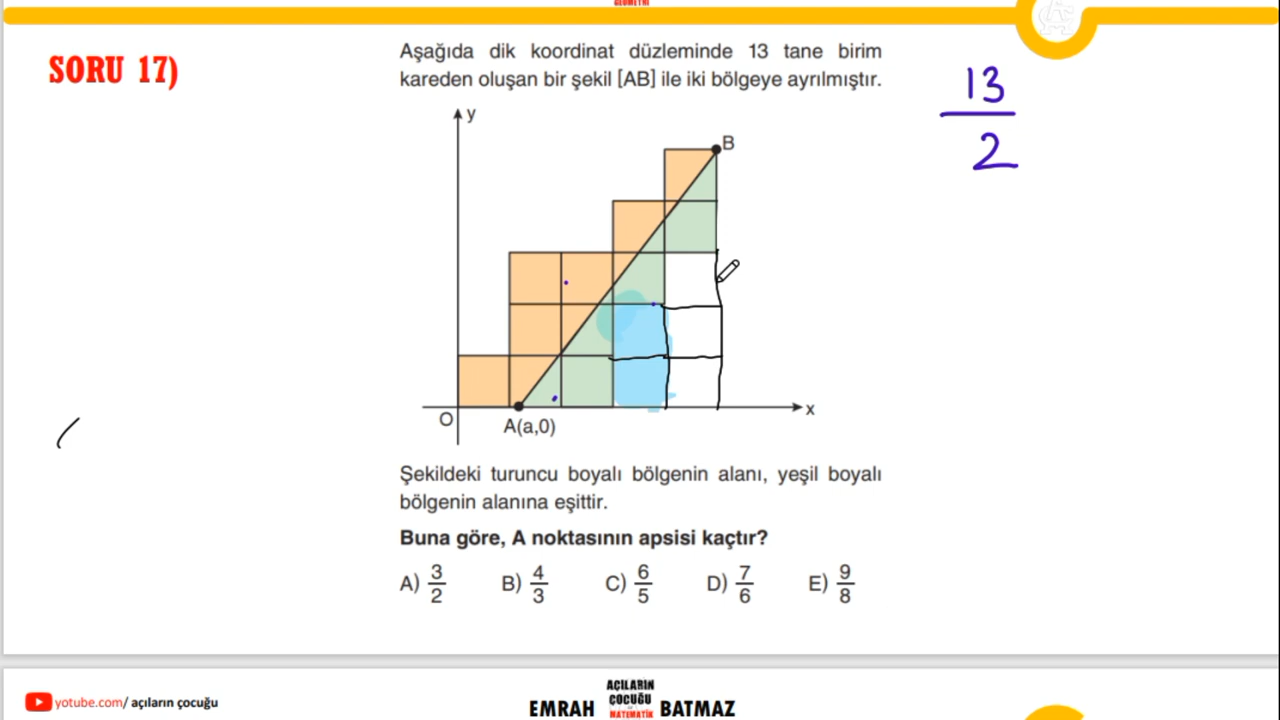 GEOMETRİ
SORU 17)
Aşağıda dik koordinat düzleminde 13 tane birim
kareden oluşan bir şekil [AB] ile iki bölgeye ayrılmıştır.
13
2
y
B
O
A(a,0)
x
Şekildeki turuncu boyalı bölgenin alanı, yeşil boyalı
bölgenin alanına eşittir.
Buna göre, A noktasının apsisi kaçtır?
A) 3/2 B) 4/3 C) 6/5 D) 7/6 E) 9/8
yotube.com/ açıların çocuğu
EMRAH AÇILARIN ÇOCUĞU MATEMATİK BATMAZ